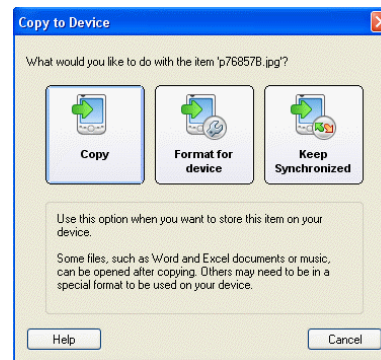 Copy to Device
What would you like to do with the item 'p76857B.jpg'?
Copy
Format for
device
Keep
Synchronized
Use this option when you want to store this item on your
device.
Some files, such as Word and Excel documents or music,
can be opened after copying. Others may need to be in a
special format to be used on your device.
Help
Cancel